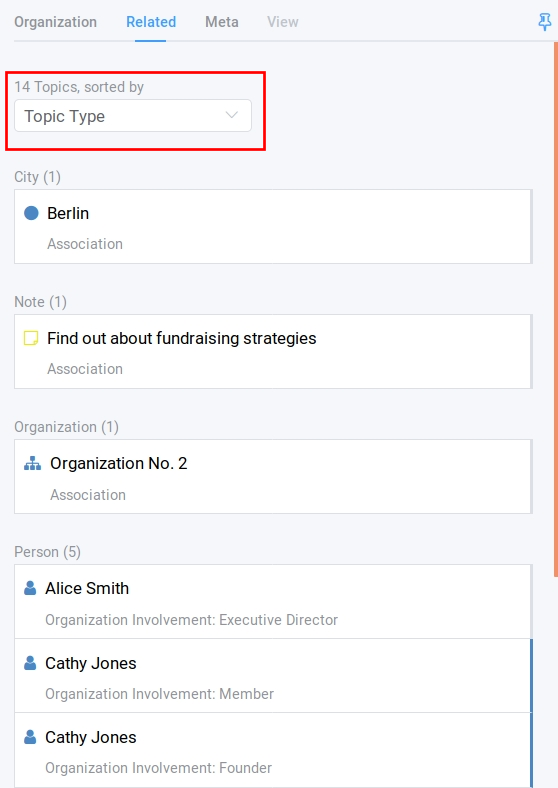 Organization Related Meta View
14 Topics, sorted by
Topic Type
City (1)
Berlin
Association
Note (1)
Find out about fundraising strategies
Association
Organization (1)
Organization No. 2
Association
Person (5)
Alice Smith
Organization Involvement: Executive Director
Cathy Jones
Organization Involvement: Member
Cathy Jones
Organization Involvement: Founder